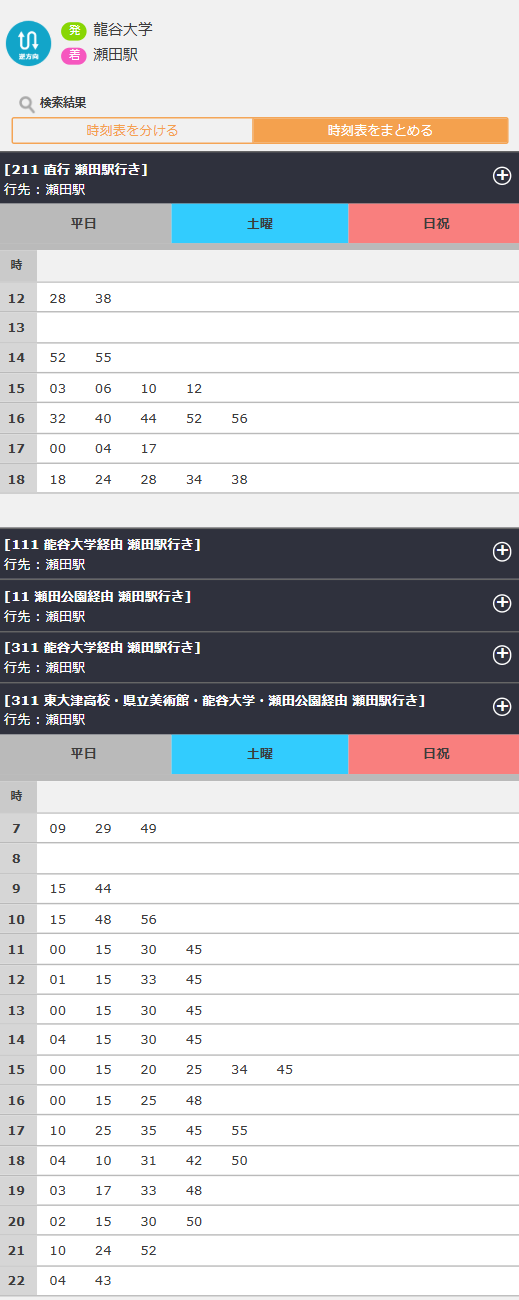 発 龍谷大学
逆方向
着 瀬田駅
検索結果
時刻表を分ける 時刻表をまとめる
[211 直行 瀬田駅行き]
行先：瀬田駅
平日 土曜 日祝
時
12 28 38
13
14 52 55
15 03 06 10 12
16 32 40 44 52 56
17 00 04 17
18 18 24 28 34 38
[111 龍谷大学経由 瀬田駅行き]
行先：瀬田駅
[11 瀬田公園経由 瀬田駅行き]
行先：瀬田駅
[311 龍谷大学経由 瀬田駅行き]
行先：瀬田駅
[311 東大津高校・県立美術館・龍谷大学・瀬田公園経由 瀬田駅行き]
行先：瀬田駅
平日 土曜 日祝
時
7 09 29 49
8
9 15 44
10 15 48 56
11 00 15 30 45
12 01 15 33 45
13 00 15 30 45
14 04 15 30 45
15 00 15 20 25 34 45
16 00 15 25 48
17 10 25 35 45 55
18 04 10 31 42 50
19 03 17 33 48
20 02 15 30 50
21 10 24 52
22 04 43